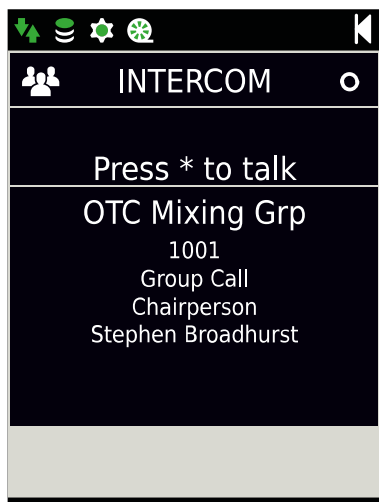 INTERCOM
Press * to talk
OTC Mixing Grp
1001
Group Call
Chairperson
Stephen Broadhurst